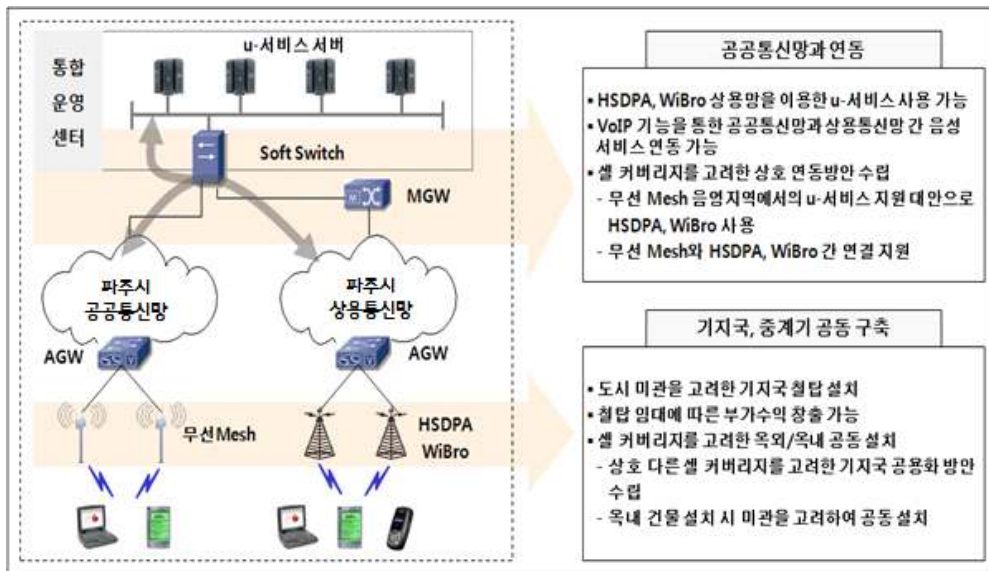 통합
운영
센터
u-서비스 서버
Soft Switch
MGW
파주시
공공통신망
파주시
상용통신망
AGW
AGW
무선 Mesh
HSDPA
WiBro
공공통신망과 연동
▪ HSDPA, WiBro 상용망을 이용한 u-서비스 사용 가능
▪ VoIP 기능을 통한 공공통신망과 상용통신망 간 음성
서비스 연동 가능
▪ 셀 커버리지를 고려한 상호 연동방안 수립
- 무선 Mesh 음영지역에서의 u-서비스 지원 대안으로
HSDPA, WiBro 사용
- 무선 Mesh와 HSDPA, WiBro 간 연결 지원
기지국, 중계기 공동 구축
▪ 도시 미관을 고려한 기지국 철탑 설치
▪ 철탑 임대에 따른 부가수익 창출 가능
▪ 셀 커버리지를 고려한 옥외/옥내 공동 설치
- 상호 다른 셀 커버리지를 고려한 기지국 공용화 방안
수립
- 옥내 건물 설치 시 미관을 고려하여 공동 설치